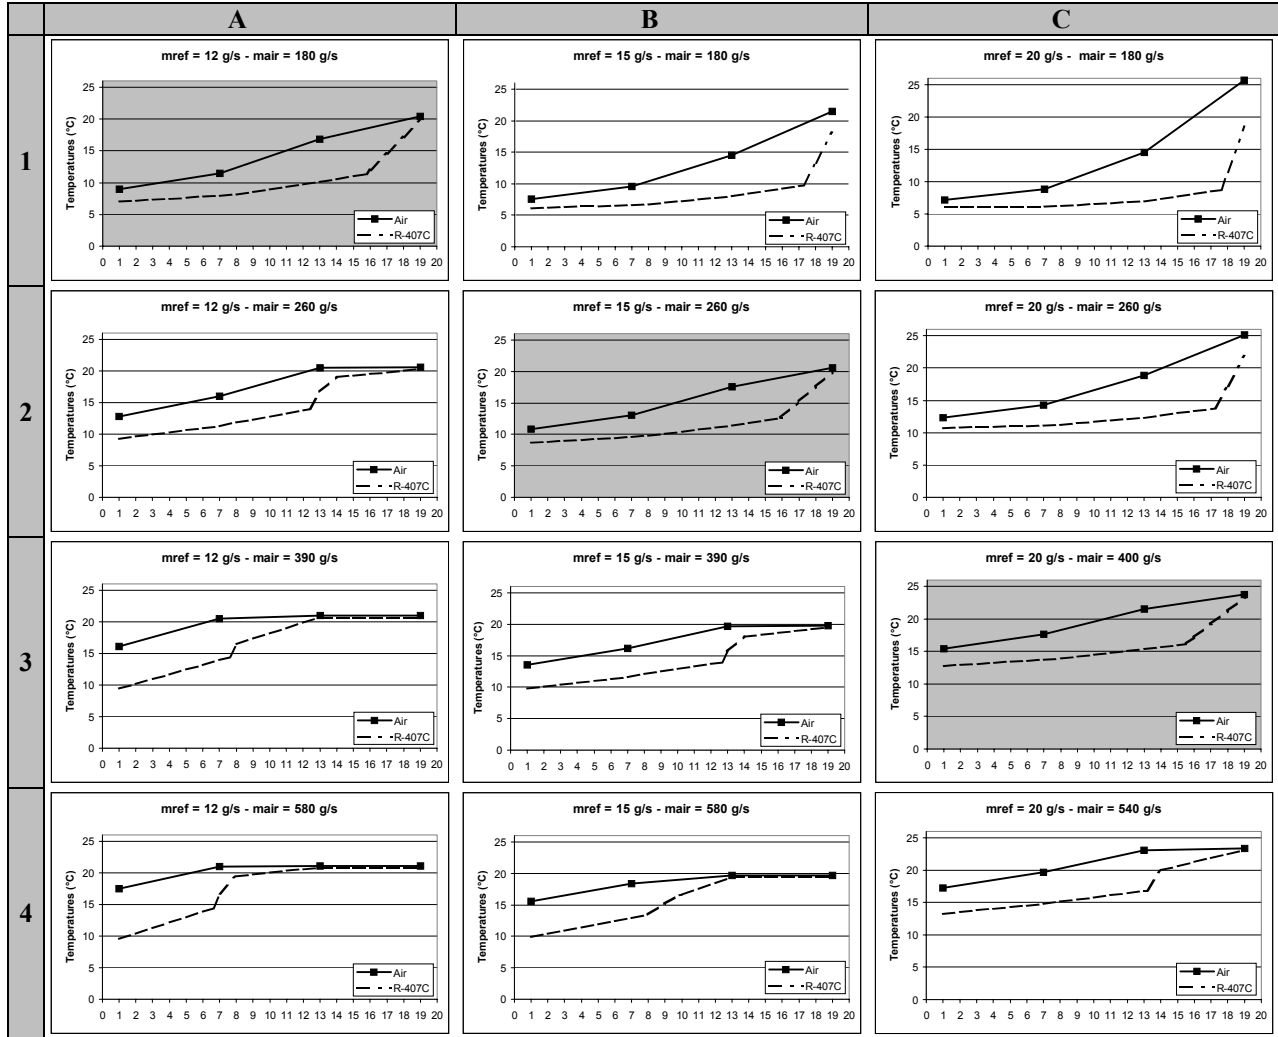 A B C
1
mref = 12 g/s - mair = 180 g/s
Temperatures (°C)
25
20
15
10
5
0
Air
R-407C
0 1 2 3 4 5 6 7 8 9 10 11 12 13 14 15 16 17 18 19 20
mref = 15 g/s - mair = 180 g/s
Temperatures (°C)
25
20
15
10
5
0
Air
R-407C
0 1 2 3 4 5 6 7 8 9 10 11 12 13 14 15 16 17 18 19 20
mref = 20 g/s - mair = 180 g/s
Temperatures (°C)
25
20
15
10
5
0
Air
R-407C
0 1 2 3 4 5 6 7 8 9 10 11 12 13 14 15 16 17 18 19 20
2
mref = 12 g/s - mair = 260 g/s
Temperatures (°C)
25
20
15
10
5
0
Air
R-407C
0 1 2 3 4 5 6 7 8 9 10 11 12 13 14 15 16 17 18 19 20
mref = 15 g/s - mair = 260 g/s
Temperatures (°C)
25
20
15
10
5
0
Air
R-407C
0 1 2 3 4 5 6 7 8 9 10 11 12 13 14 15 16 17 18 19 20
mref = 20 g/s - mair = 260 g/s
Temperatures (°C)
25
20
15
10
5
0
Air
R-407C
0 1 2 3 4 5 6 7 8 9 10 11 12 13 14 15 16 17 18 19 20
3
mref = 12 g/s - mair = 390 g/s
Temperatures (°C)
25
20
15
10
5
0
Air
R-407C
0 1 2 3 4 5 6 7 8 9 10 11 12 13 14 15 16 17 18 19 20
mref = 15 g/s - mair = 390 g/s
Temperatures (°C)
25
20
15
10
5
0
Air
R-407C
0 1 2 3 4 5 6 7 8 9 10 11 12 13 14 15 16 17 18 19 20
mref = 20 g/s - mair = 400 g/s
Temperatures (°C)
25
20
15
10
5
0
Air
R-407C
0 1 2 3 4 5 6 7 8 9 10 11 12 13 14 15 16 17 18 19 20
4
mref = 12 g/s - mair = 580 g/s
Temperatures (°C)
25
20
15
10
5
0
Air
R-407C
0 1 2 3 4 5 6 7 8 9 10 11 12 13 14 15 16 17 18 19 20
mref = 15 g/s - mair = 580 g/s
Temperatures (°C)
25
20
15
10
5
0
Air
R-407C
0 1 2 3 4 5 6 7 8 9 10 11 12 13 14 15 16 17 18 19 20
mref = 20 g/s - mair = 540 g/s
Temperatures (°C)
25
20
15
10
5
0
Air
R-407C
0 1 2 3 4 5 6 7 8 9 10 11 12 13 14 15 16 17 18 19 20